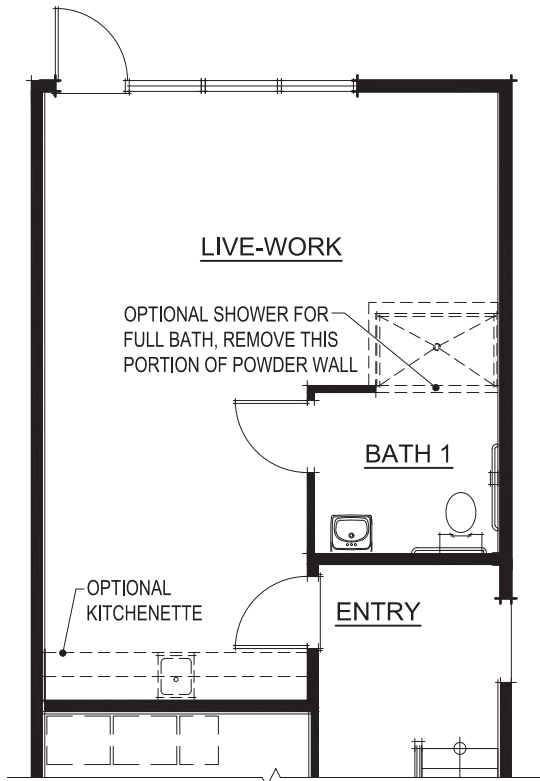 LIVE-WORK
OPTIONAL SHOWER FOR
FULL BATH, REMOVE THIS
PORTION OF POWDER WALL
BATH 1
OPTIONAL
KITCHENETTE
ENTRY